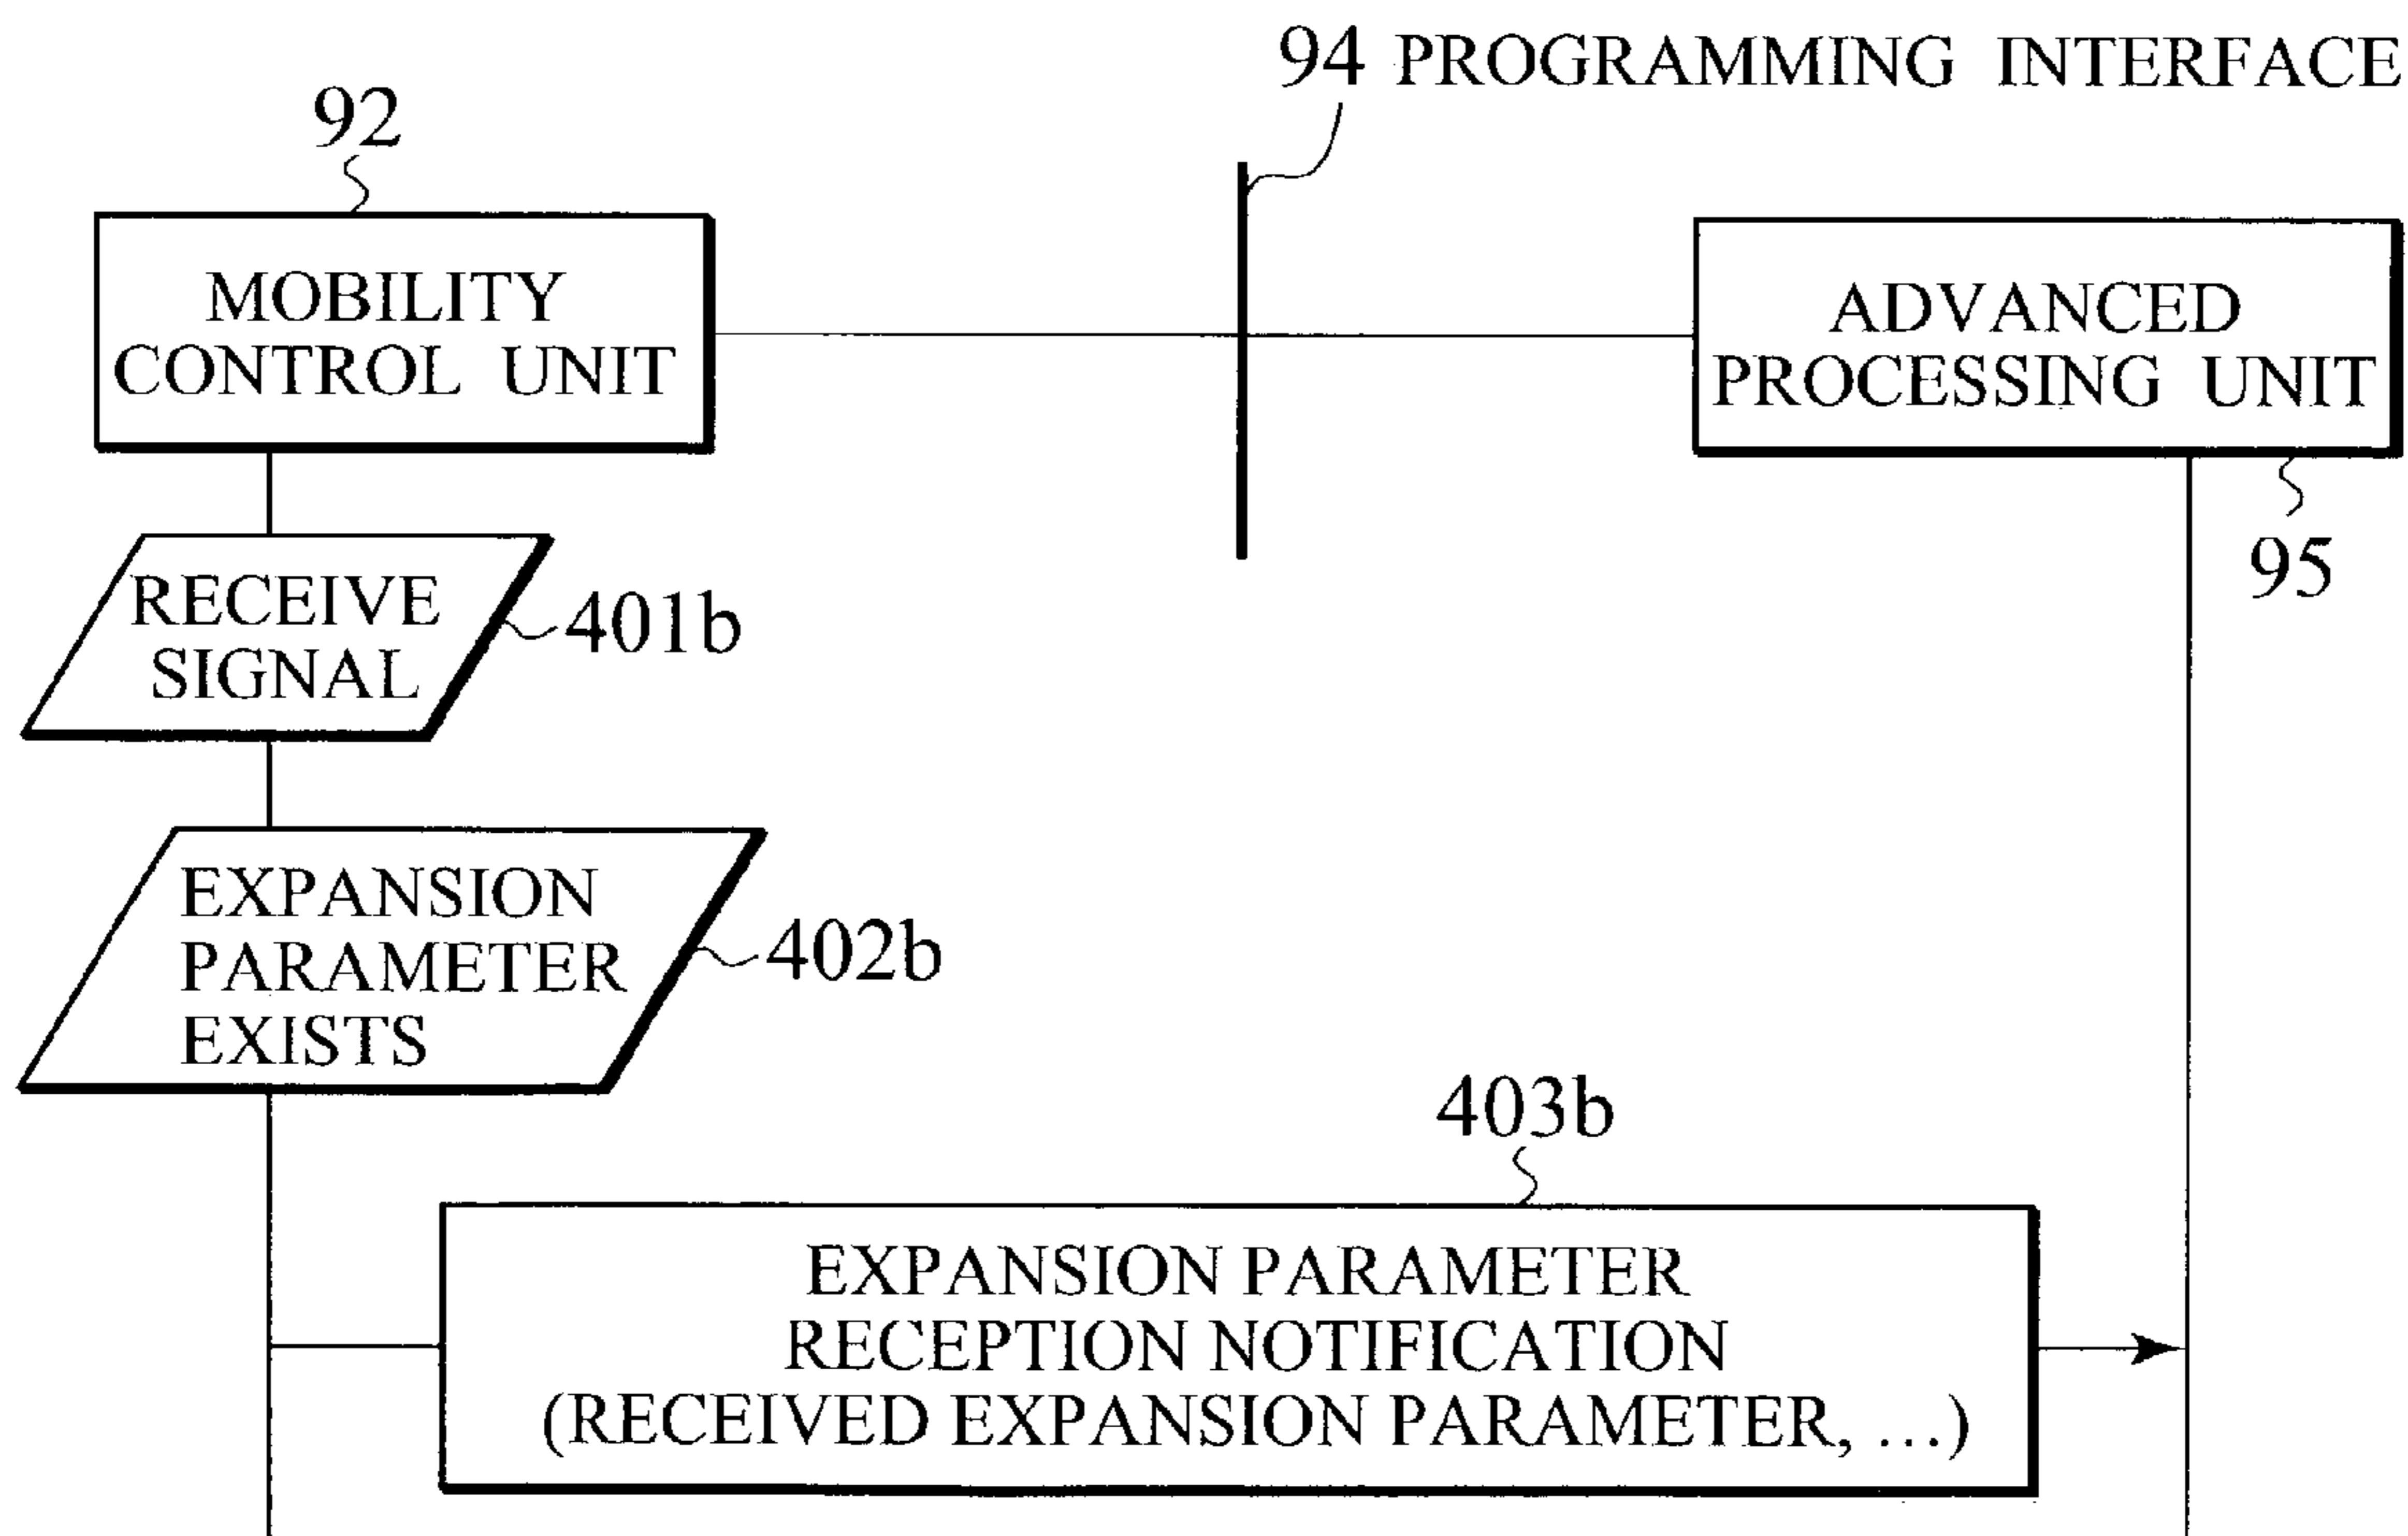 94 PROGRAMMING INTERFACE
92
MOBILITY
CONTROL UNIT
ADVANCED
PROCESSING UNIT
95
RECEIVE
SIGNAL
401b
EXPANSION
PARAMETER
EXISTS
402b
403b
EXPANSION PARAMETER
RECEPTION NOTIFICATION
(RECEIVED EXPANSION PARAMETER, ...)